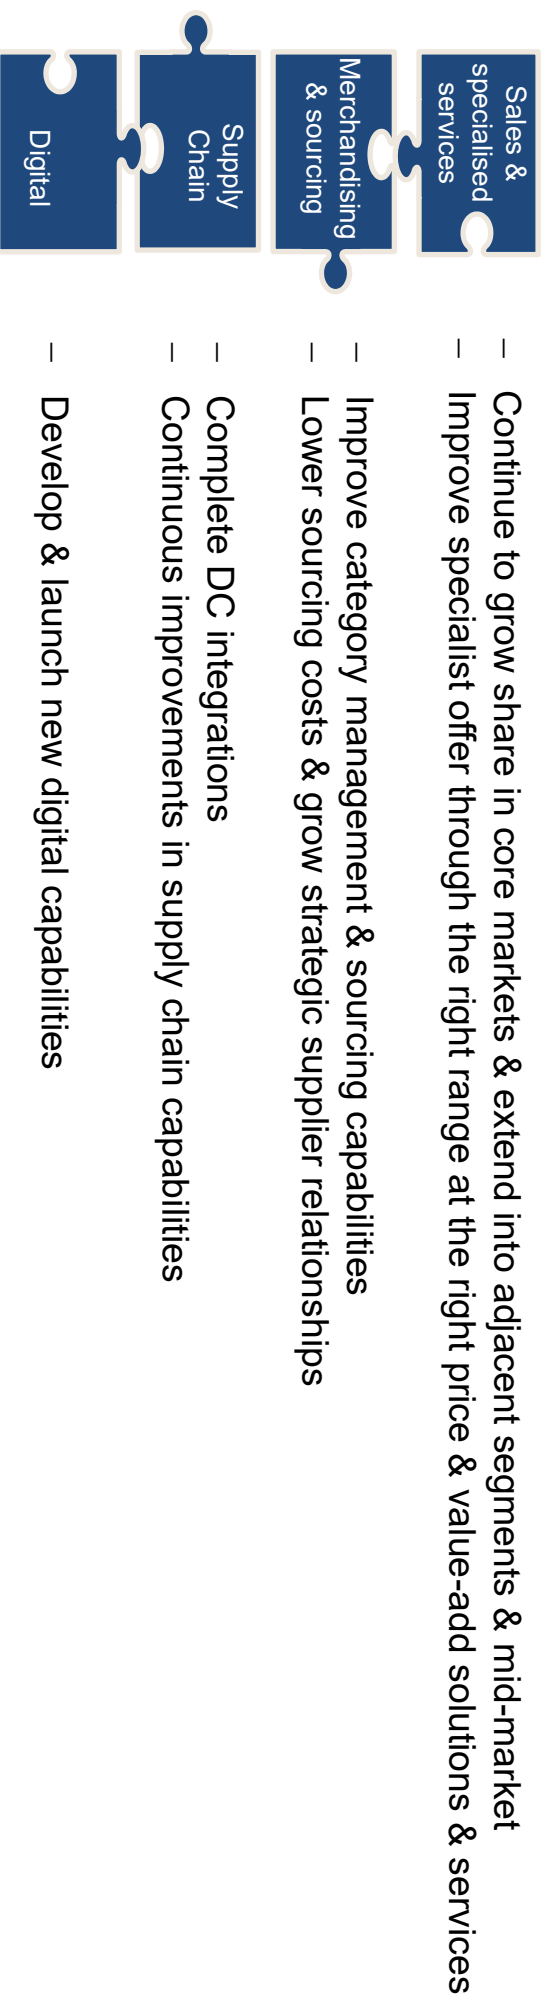 Sales &
specialised
services
– Continue to grow share in core markets & extend into adjacent segments & mid-market
– Improve specialist offer through the right range at the right price & value-add solutions & services
Merchandising
& sourcing
– Improve category management & sourcing capabilities
– Lower sourcing costs & grow strategic supplier relationships
Supply
Chain
– Complete DC integrations
– Continuous improvements in supply chain capabilities
Digital
– Develop & launch new digital capabilities